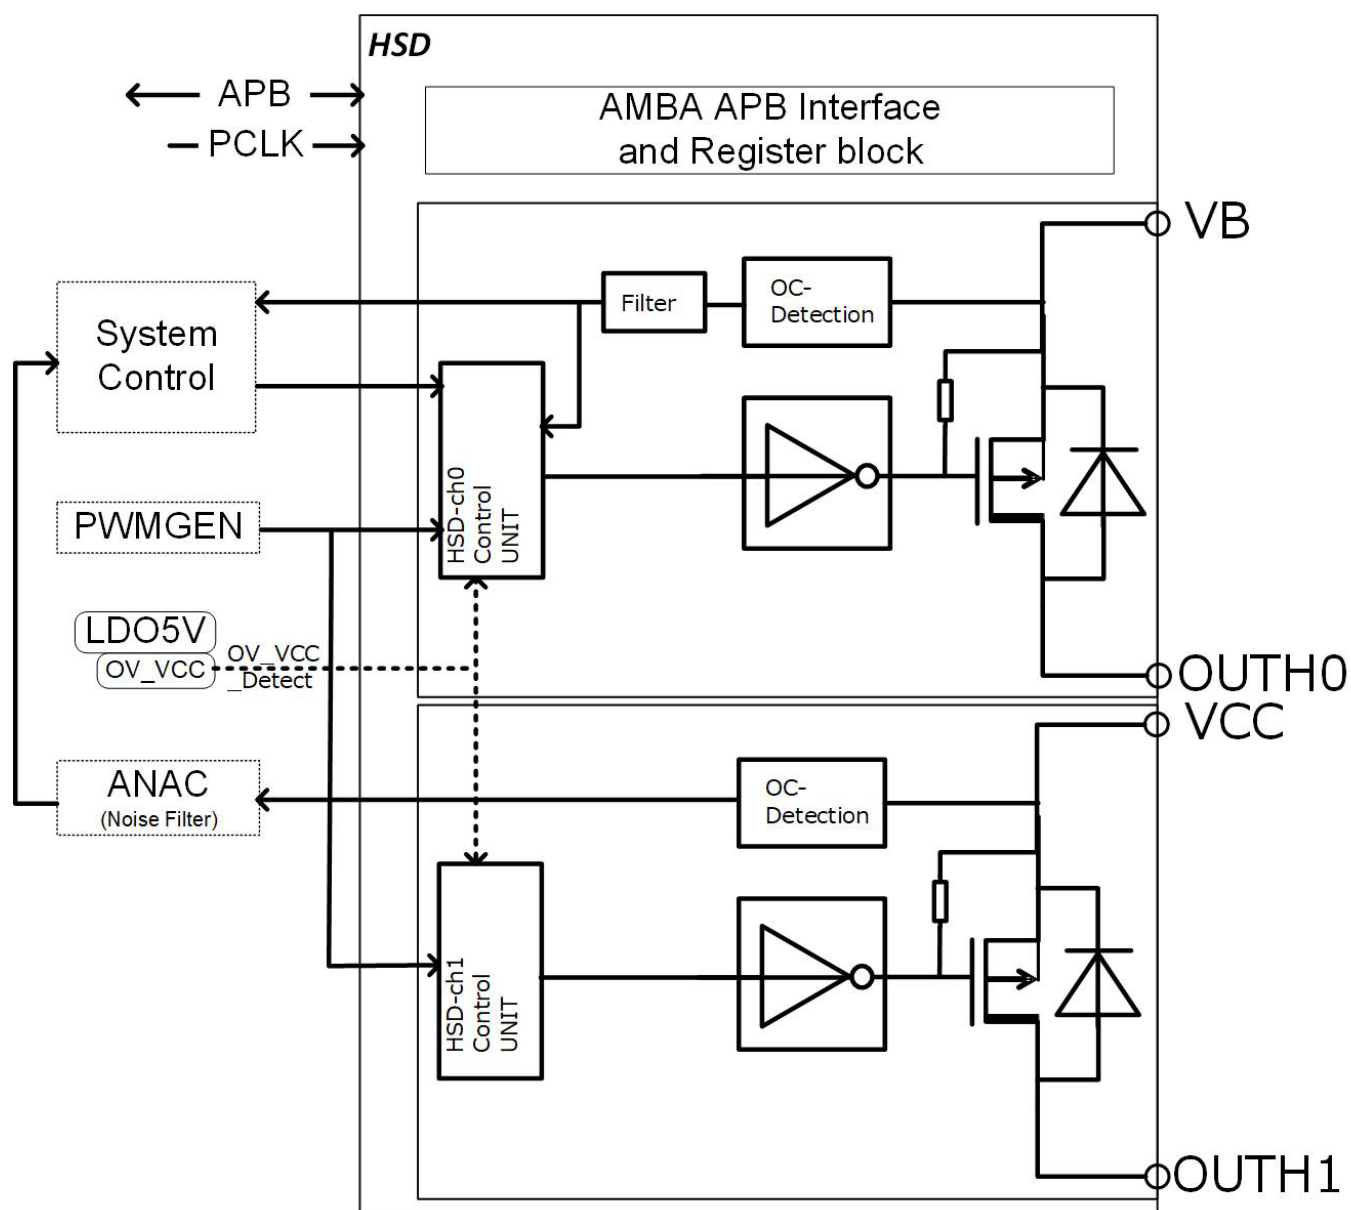 HSD
APB
PCLK
AMBA APB Interface
and Register block
VB
System
Control
Filter
OC-
Detection
HSD-ch0
Control
UNIT
PWMGEN
LDO5V
OV_VCC
OV_VCC
_Detect
OUTH0
VCC
ANAC
(Noise Filter)
OC-
Detection
HSD-ch1
Control
UNIT
OUTH1